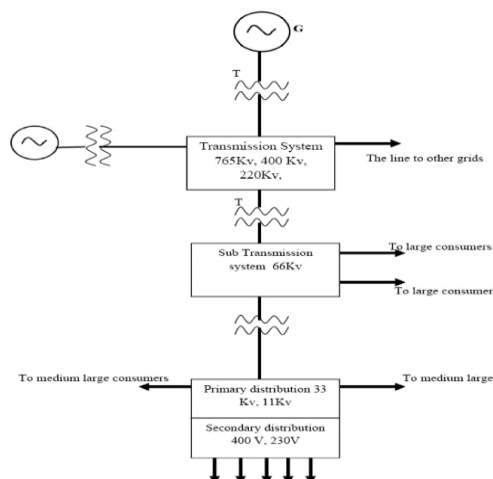 G
T
Transmission System
765Kv, 400 Kv,
220Kv,
The line to other grids
T
Sub Transmission
system 66Kv
To large consumers
To large consumer
To medium large consumers
To medium large
Primary distribution 33
Kv, 11Kv
Secondary distribution
400 V, 230V